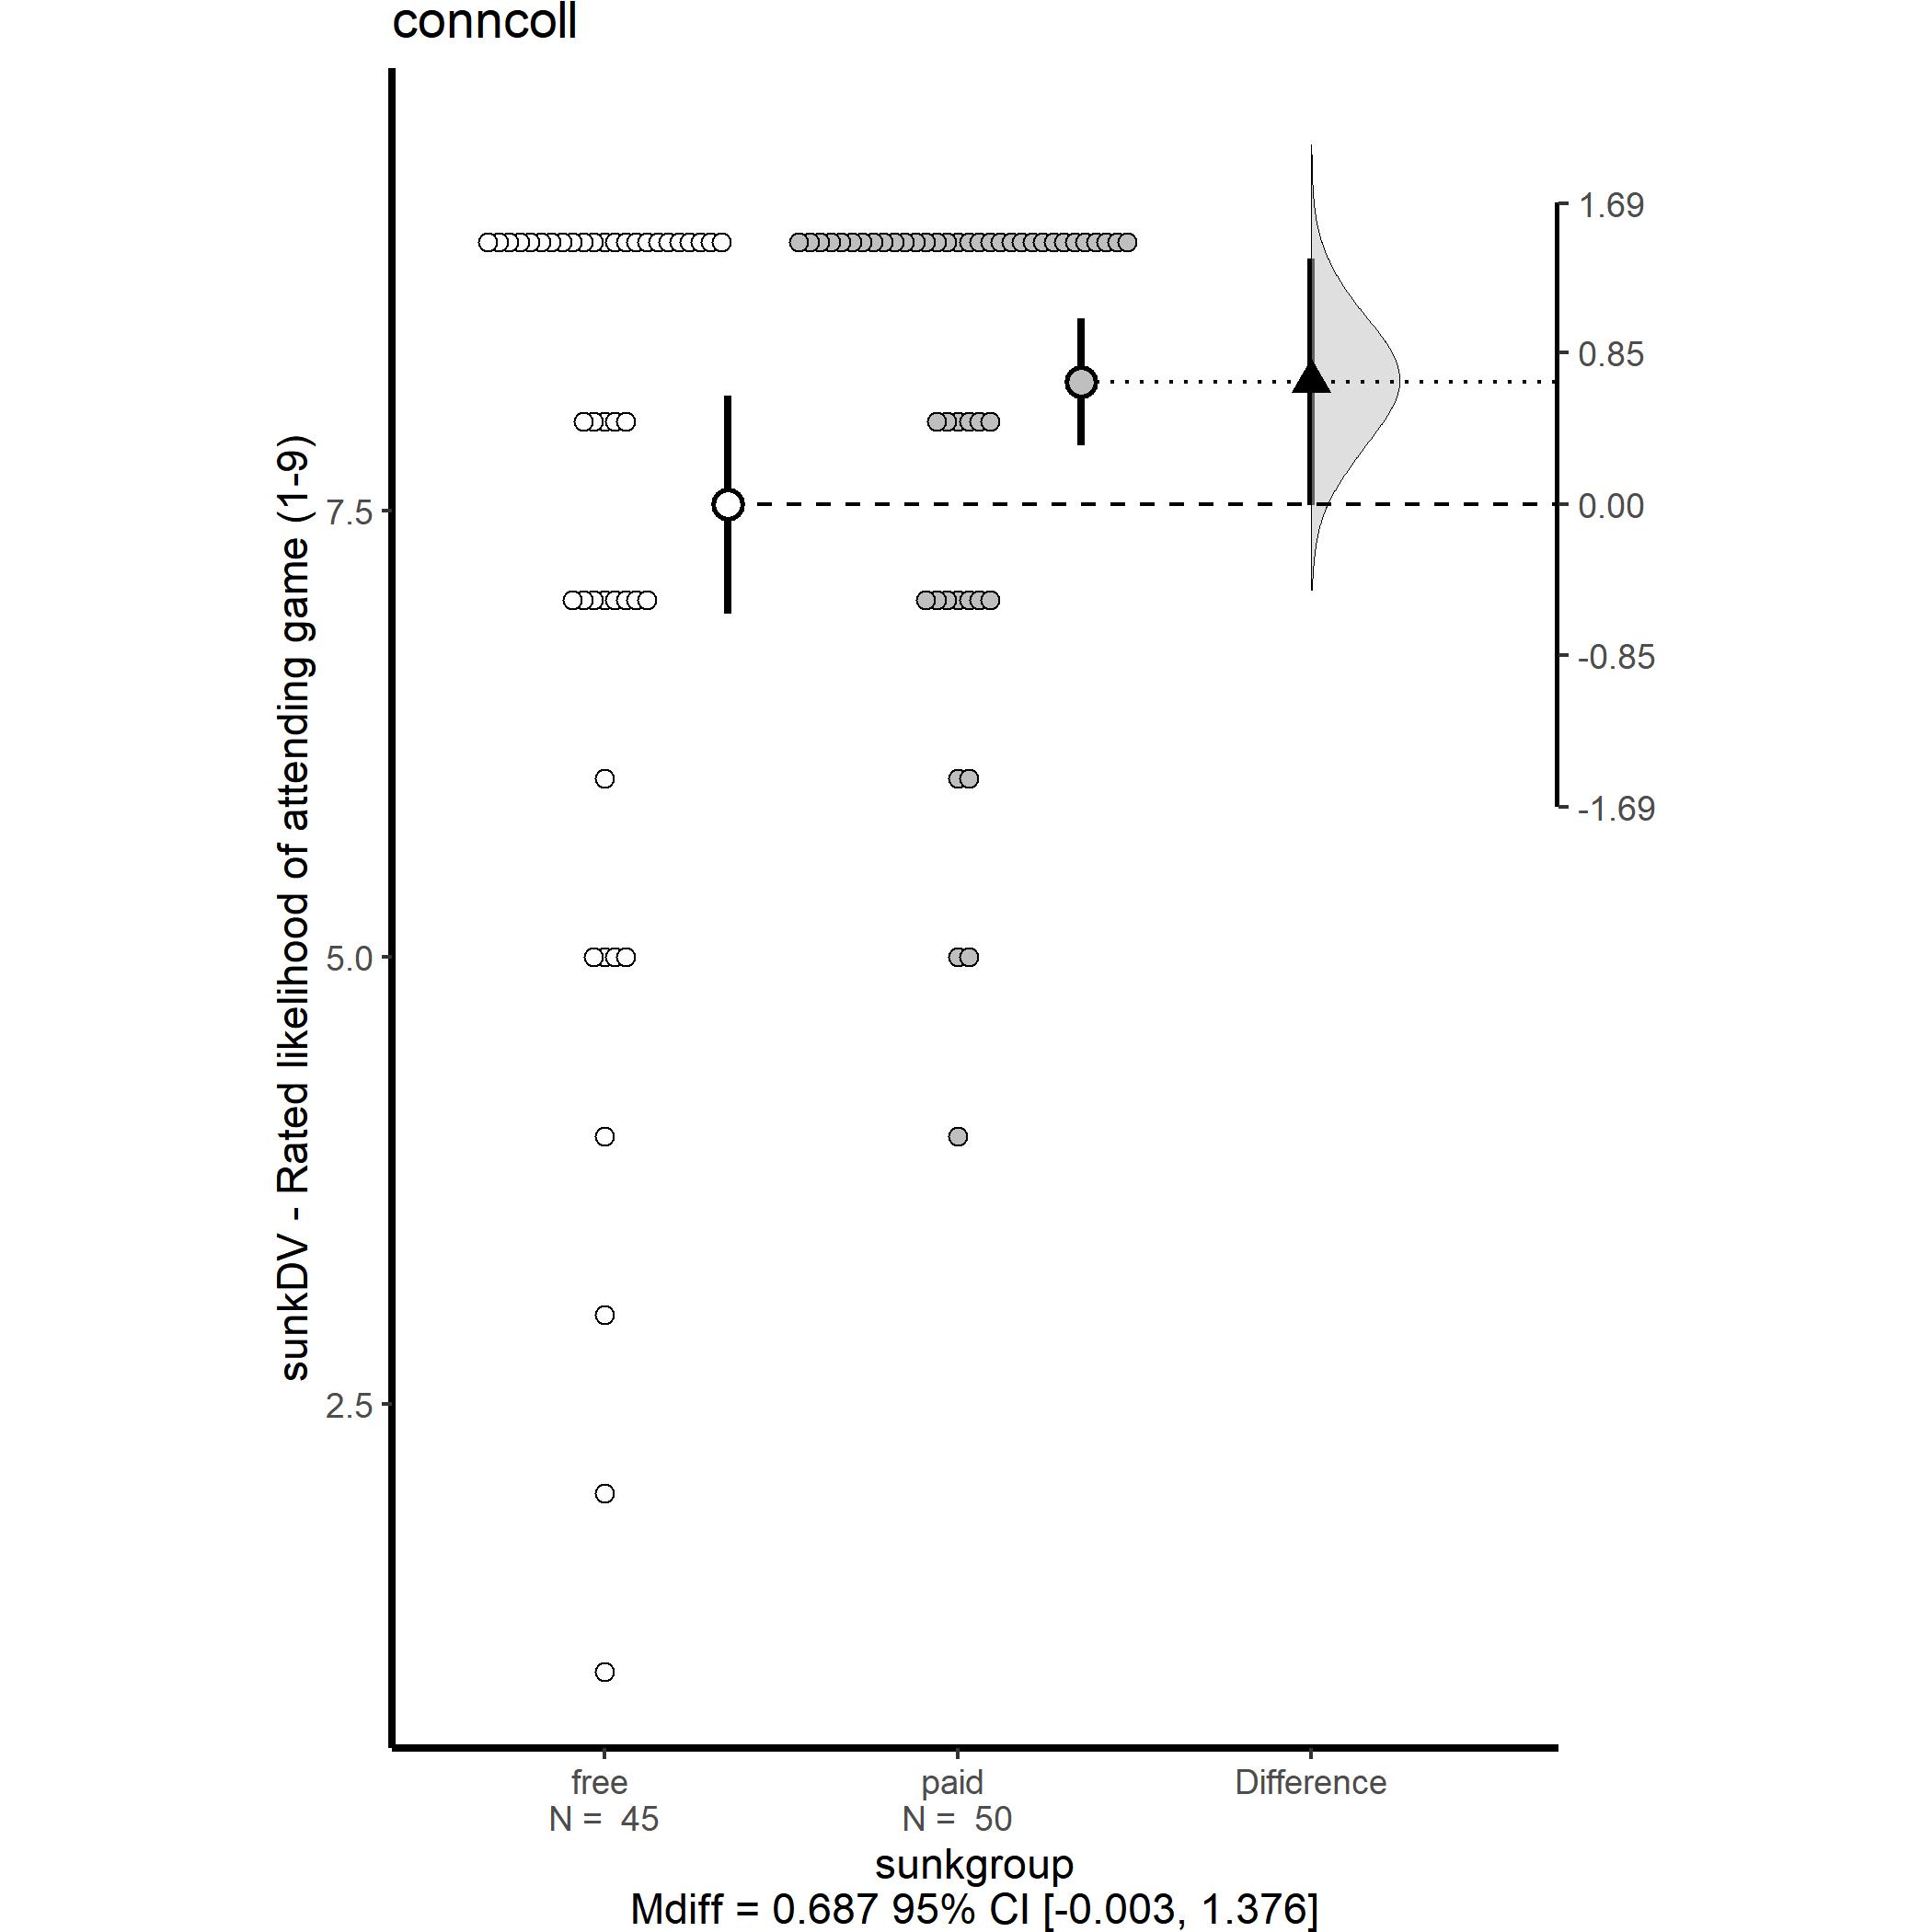 conncoll
sunkDV - Rated likelihood of attending game (1-9)
7.5
5.0
2.5
1.69
0.85
0.00
-0.85
-1.69
free
N = 45
paid
N = 50
Difference
sunkgroup
Mdiff = 0.687 95% CI [-0.003, 1.376]